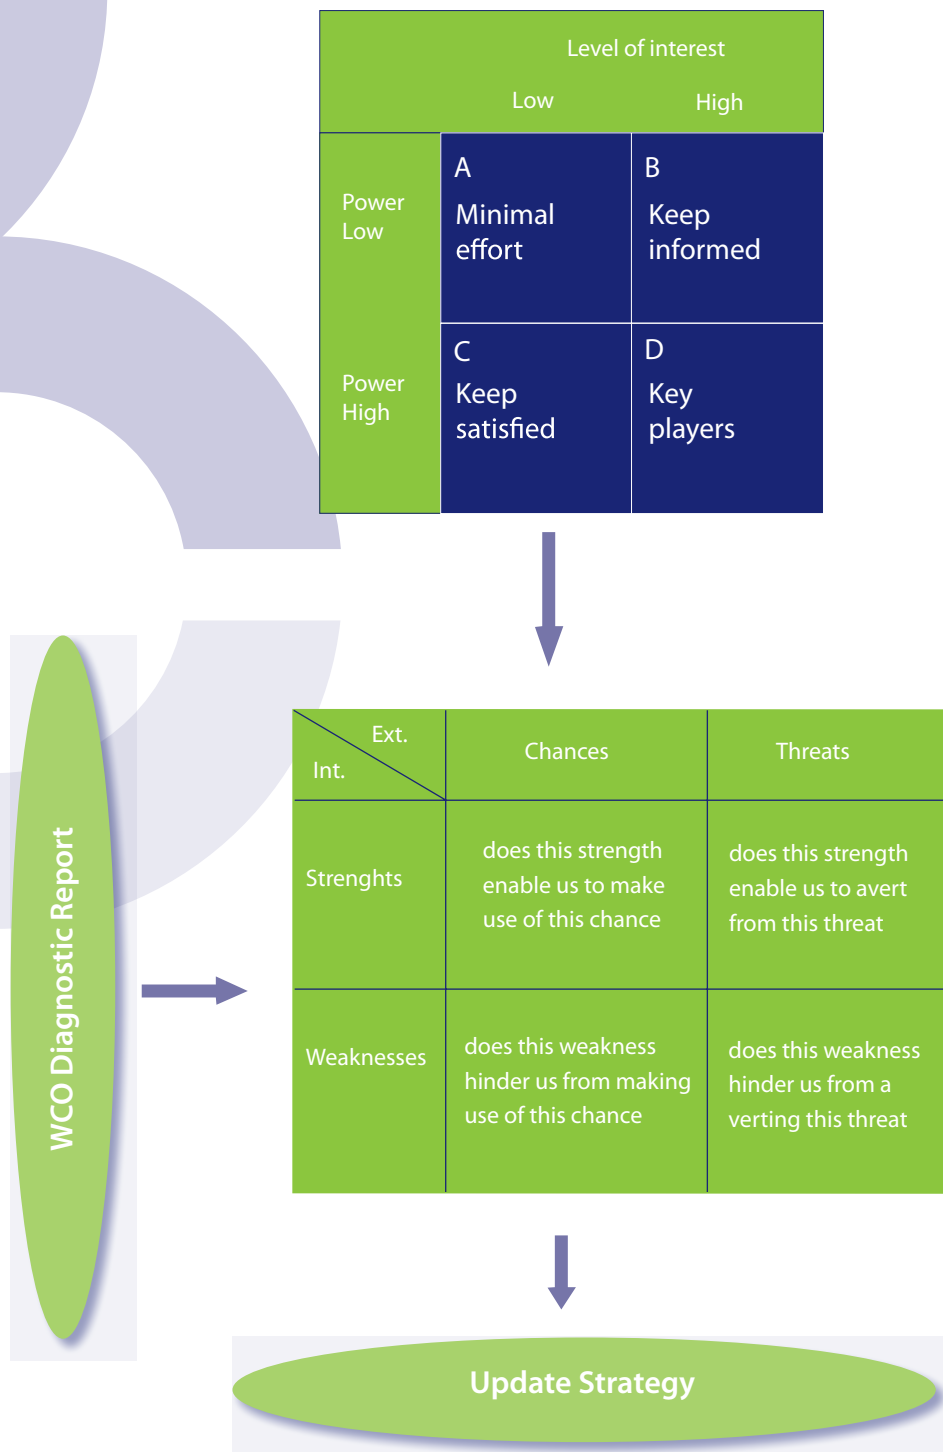 Level of interest
Low
High
Power
Low
A
Minimal
effort
B
Keep
informed
Power
High
C
Keep
satisfied
D
Key
players
WCO Diagnostic Report
Ext.
Int.
Chances
Threats
Strenghts
does this strength
enable us to make
use of this chance
does this strength
enable us to avert
from this threat
Weaknesses
does this weakness
hinder us from making
use of this chance
does this weakness
hinder us from a
verting this threat
Update Strategy